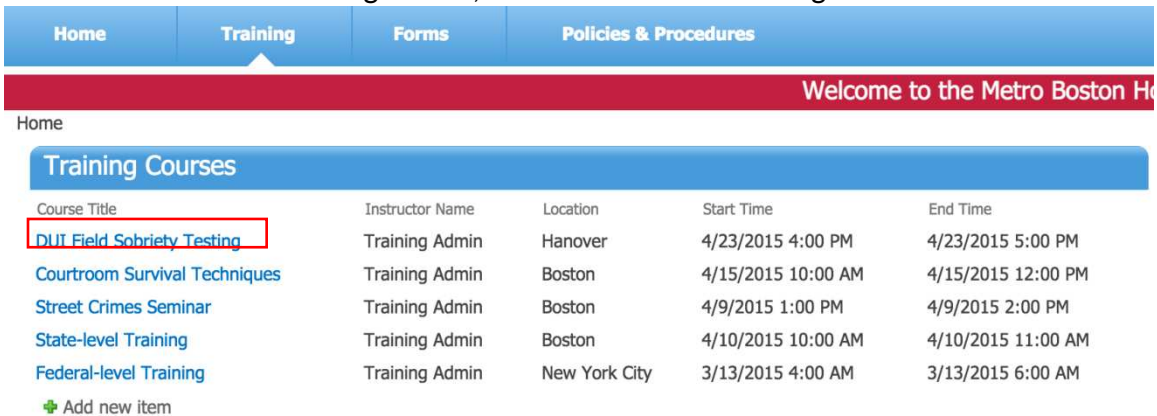 Home Training Forms Policies & Procedures
Welcome to the Metro Boston
Home
Training Courses
Course Title Instructor Name Location Start Time End Time
DUI Field Sobriety Testing Training Admin Hanover 4/23/2015 4:00 PM 4/23/2015 5:00 PM
Courtroom Survival Techniques Training Admin Boston 4/15/2015 10:00 AM 4/15/2015 12:00 PM
Street Crimes Seminar Training Admin Boston 4/9/2015 1:00 PM 4/9/2015 2:00 PM
State-level Training Training Admin Boston 4/10/2015 10:00 AM 4/10/2015 11:00 AM
Federal-level Training Training Admin New York City 3/13/2015 4:00 AM 3/13/2015 6:00 AM
Add new item